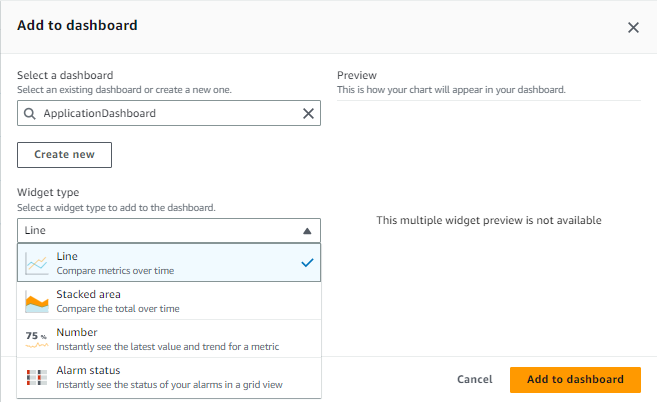 Add to dashboard
Select a dashboard
Select an existing dashboard or create a new one.
ApplicationDashboard
Create new
Widget type
Select a widget type to add to the dashboard.
Line
Line
Compare metrics over time
Stacked area
Compare the total over time
75 %
Number
Instantly see the latest value and trend for a metric
Alarm status
Instantly see the status of your alarms in a grid view
Preview
This is how your chart will appear in your dashboard.
This multiple widget preview is not available
Cancel
Add to dashboard